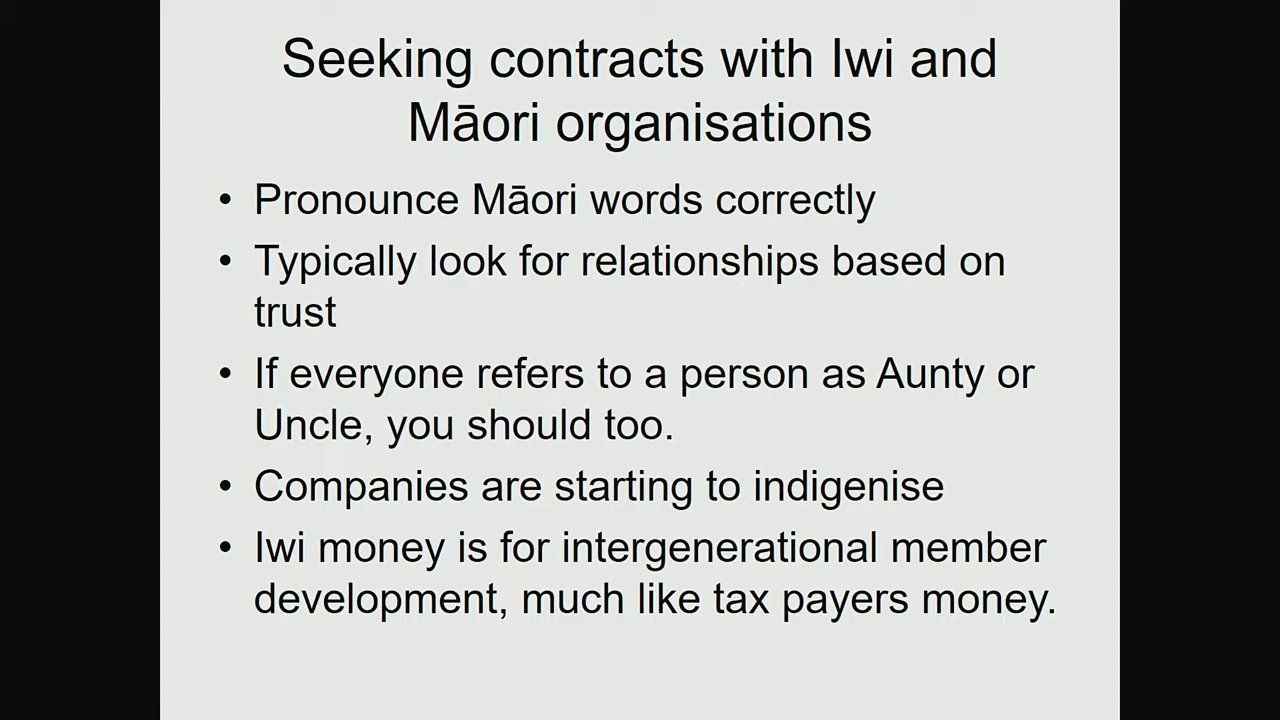 Seeking contracts with Iwi and
Māori organisations
• Pronounce Māori words correctly
• Typically look for relationships based on
trust
• If everyone refers to a person as Aunty or
Uncle, you should too.
• Companies are starting to indigenise
• Iwi money is for intergenerational member
development, much like tax payers money.